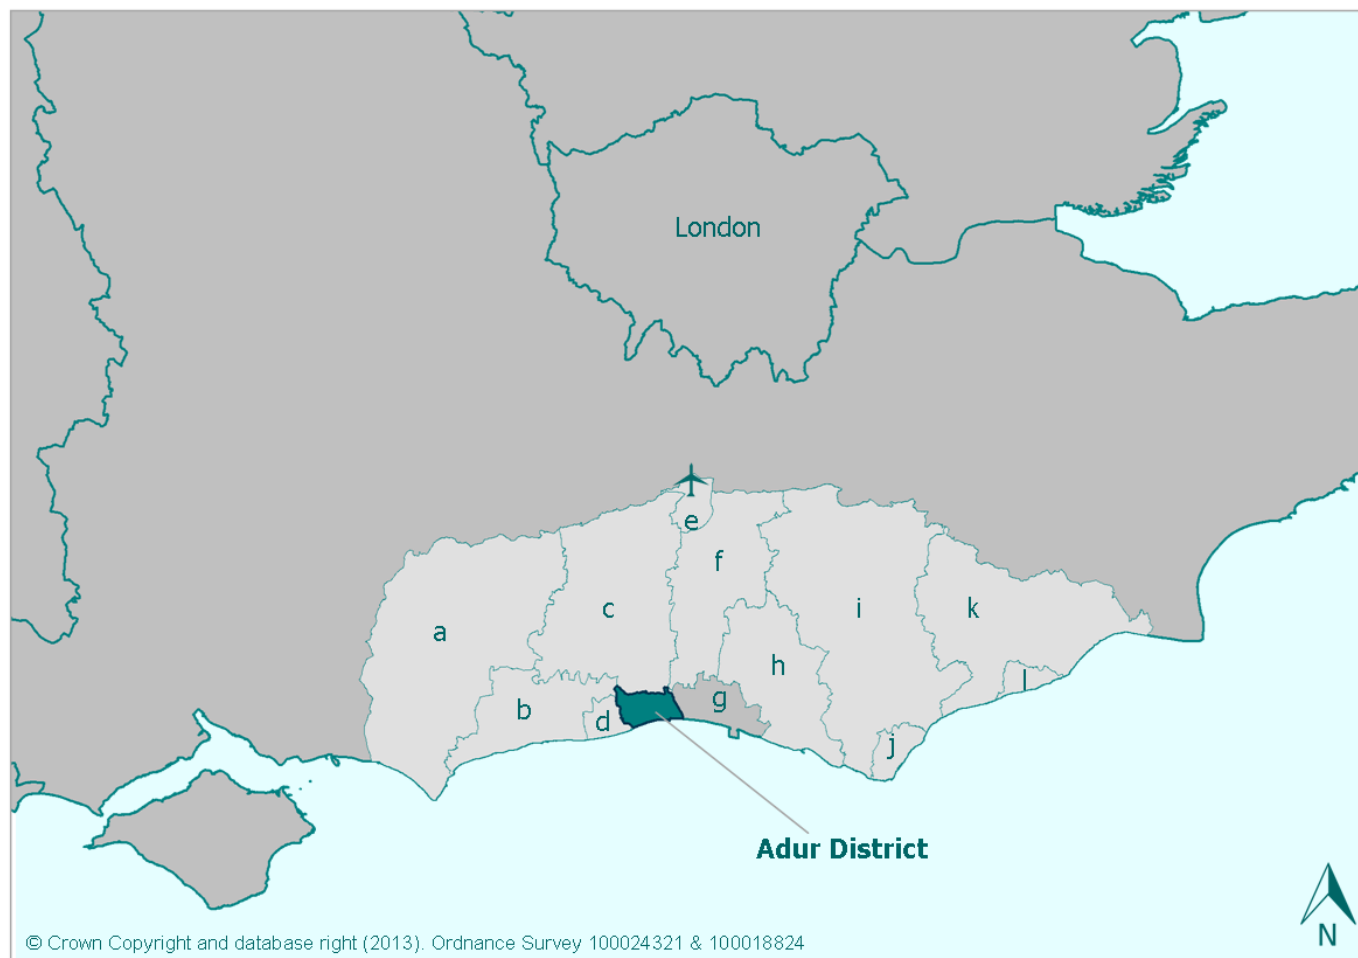 London
e
f
c
i
k
a
h
l
b
d
g
j
Adur District
N
© Crown Copyright and database right (2013). Ordnance Survey 100024321 & 100018824